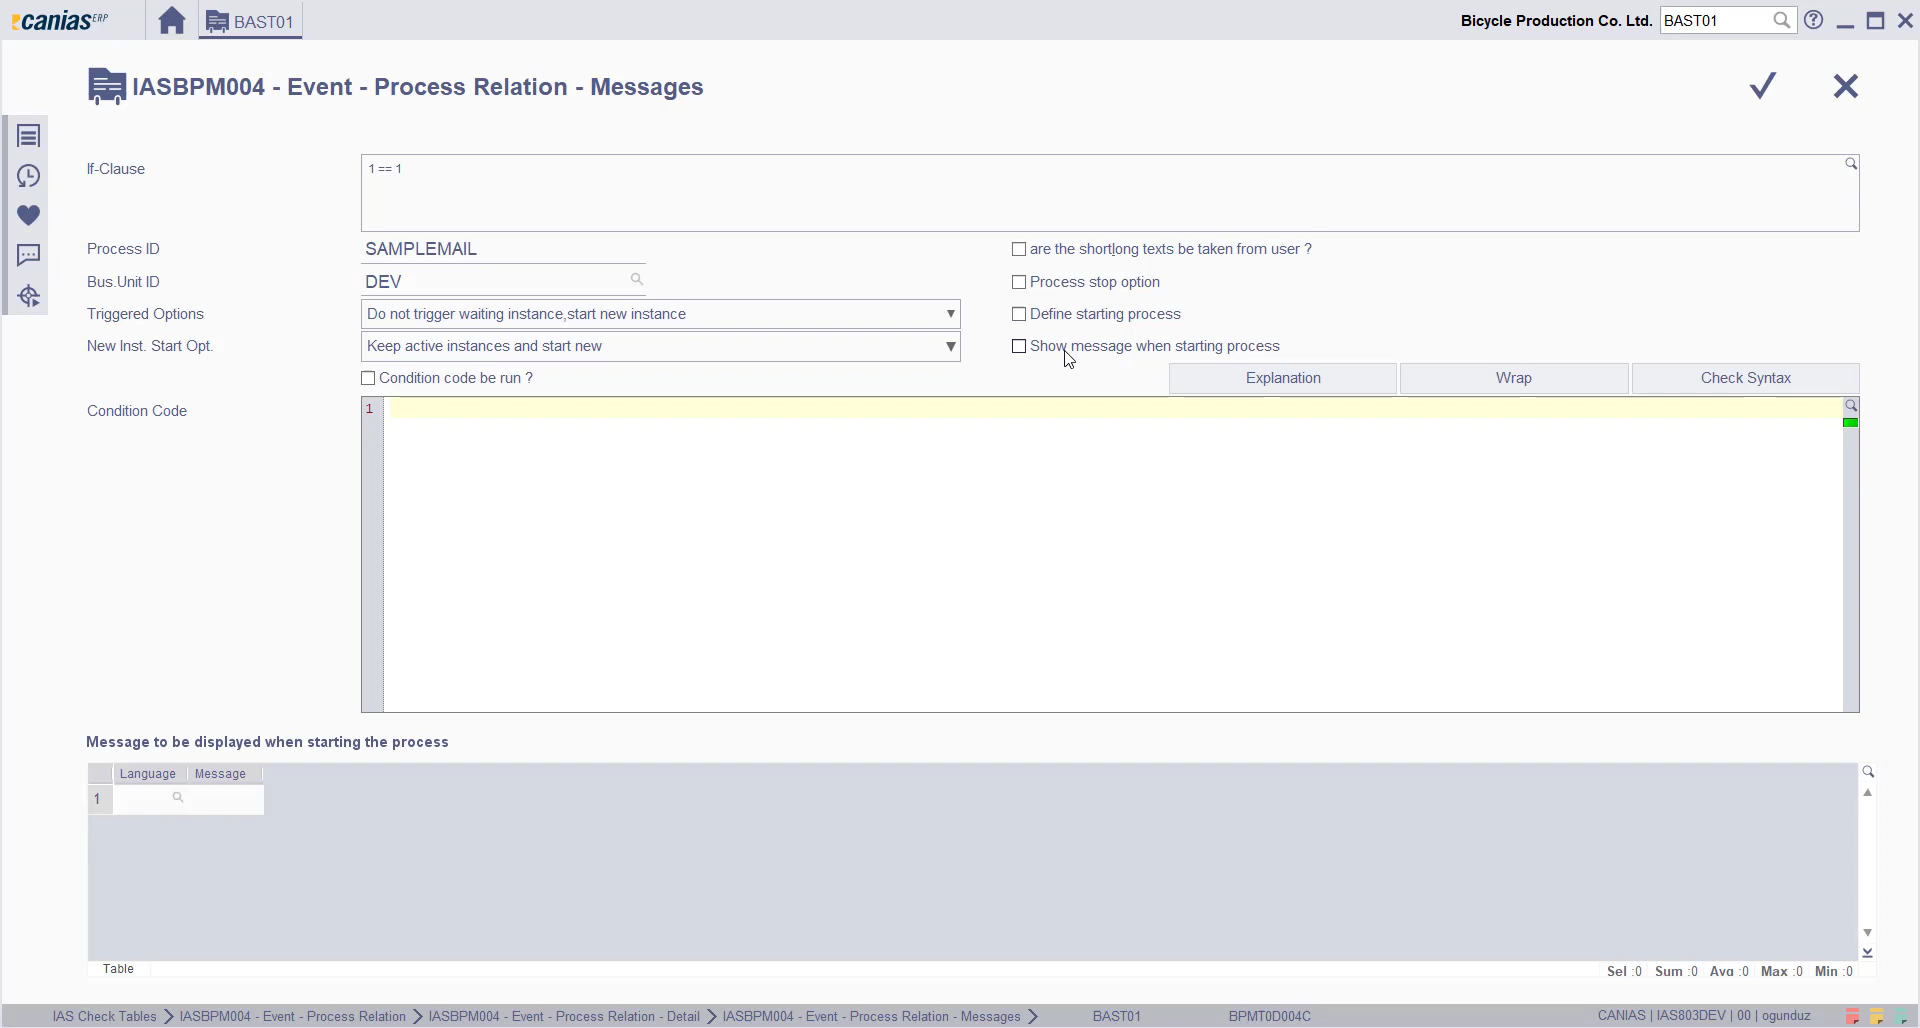 canias ERP
BAST01
Bicycle Production Co. Ltd.
BAST01
IASBPM004 - Event - Process Relation - Messages
If-Clause
1 == 1
Process ID
SAMPLEMAIL
are the short|long texts be taken from user ?
Bus.Unit ID
DEV
Process stop option
Triggered Options
Do not trigger waiting instance,start new instance
Define starting process
New Inst. Start Opt.
Keep active instances and start new
Show message when starting process
Condition code be run ?
Explanation
Wrap
Check Syntax
Condition Code
1
Message to be displayed when starting the process
Language
Message
1
Table
Sel :0
Sum :0
Avg :0
Max :0
Min :0
IAS Check Tables
IASBPM004 - Event - Process Relation
IASBPM004 - Event - Process Relation - Detail
IASBPM004 - Event - Process Relation - Messages
BAST01
BPMT0D004C
CANIAS | IAS803DEV | 00 | ogunduz